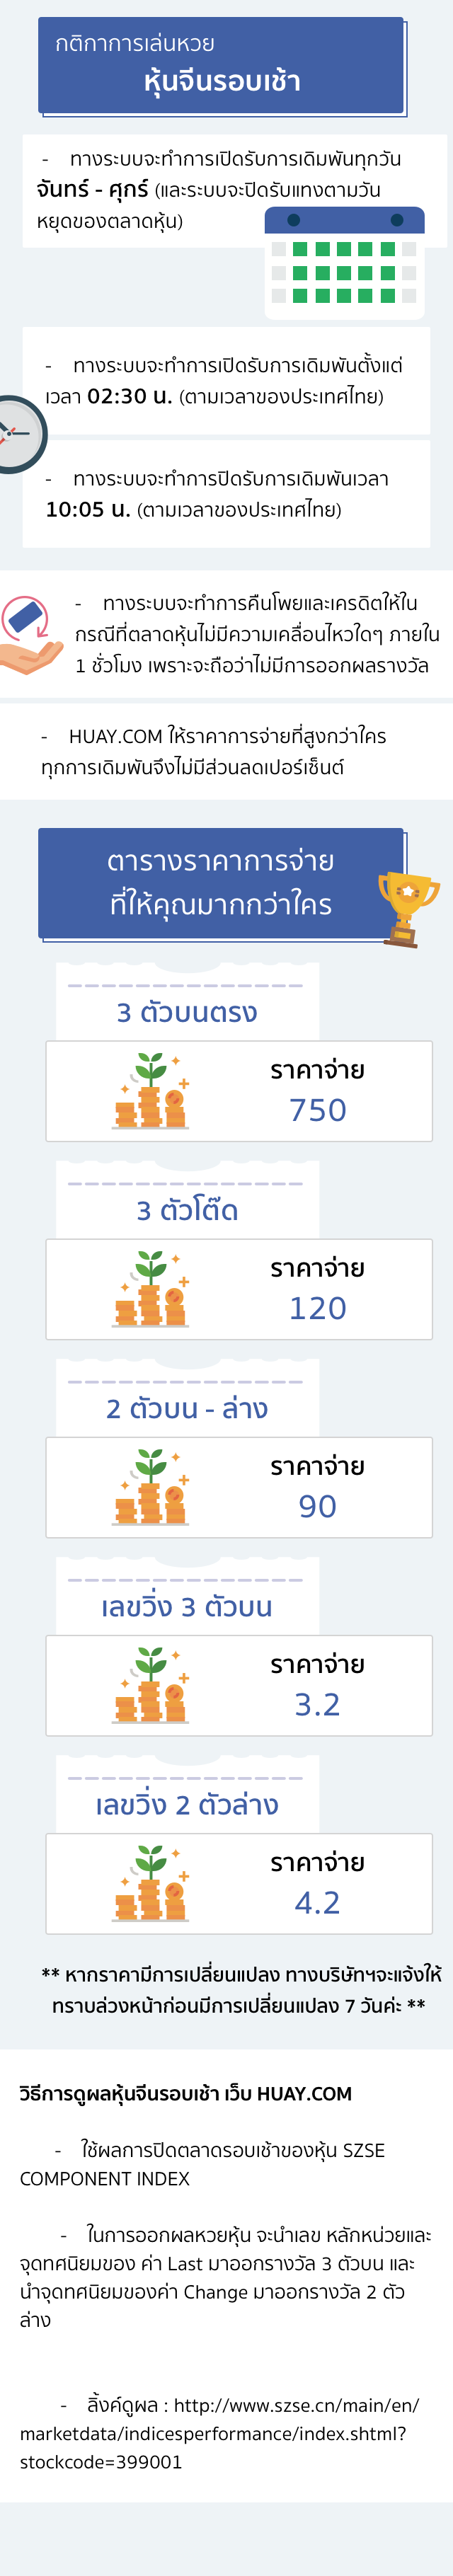 กติกาการเล่นหวย
หุ้นจีนรอบเช้า
- ทางระบบจะทำการเปิดรับการเดิมพันทุกวัน
จันทร์ - ศุกร์ (และระบบจะปิดรับแทงตามวัน
หยุดของตลาดหุ้น)
- ทางระบบจะทำการเปิดรับการเดิมพันตั้งแต่
เวลา 02:30 น. (ตามเวลาของประเทศไทย)
- ทางระบบจะทำการปิดรับการเดิมพันเวลา
10:05 น. (ตามเวลาของประเทศไทย)
- ทางระบบจะทำการคืนโพยและเครดิตให้ใน
กรณีที่ตลาดหุ้นไม่มีความเคลื่อนไหวใดๆ ภายใน
1 ชั่วโมง เพราะจะถือว่าไม่มีการออกผลรางวัล
- HUAY.COM ให้ราคาการจ่ายที่สูงกว่าใคร
ทุกการเดิมพันจึงไม่มีส่วนลดเปอร์เซ็นต์
ตารางราคาการจ่าย
ที่ให้คุณมากกว่าใคร
3 ตัวบนตรง
ราคาจ่าย
750
3 ตัวโต๊ด
ราคาจ่าย
120
2 ตัวบน - ล่าง
ราคาจ่าย
90
เลขวิ่ง 3 ตัวบน
ราคาจ่าย
3.2
เลขวิ่ง 2 ตัวล่าง
ราคาจ่าย
4.2
** หากราคามีการเปลี่ยนแปลง ทางบริษัทฯจะแจ้งให้
ทราบล่วงหน้าก่อนมีการเปลี่ยนแปลง 7 วันค่ะ **
วิธีการดูผลหุ้นจีนรอบเช้า เว็บ HUAY.COM
- ใช้ผลการปิดตลาดรอบเช้าของหุ้น SZSE
COMPONENT INDEX
- ในการออกผลหวยหุ้น จะนำเลข หลักหน่วยและ
จุดทศนิยมของ ค่า Last มาออกรางวัล 3 ตัวบน และ
นำจุดทศนิยมของค่า Change มาออกรางวัล 2 ตัว
ล่าง
- ลิ้งค์ดูผล : http://www.szse.cn/main/en/
marketdata/indicesperformance/index.shtml?
stockcode=399001